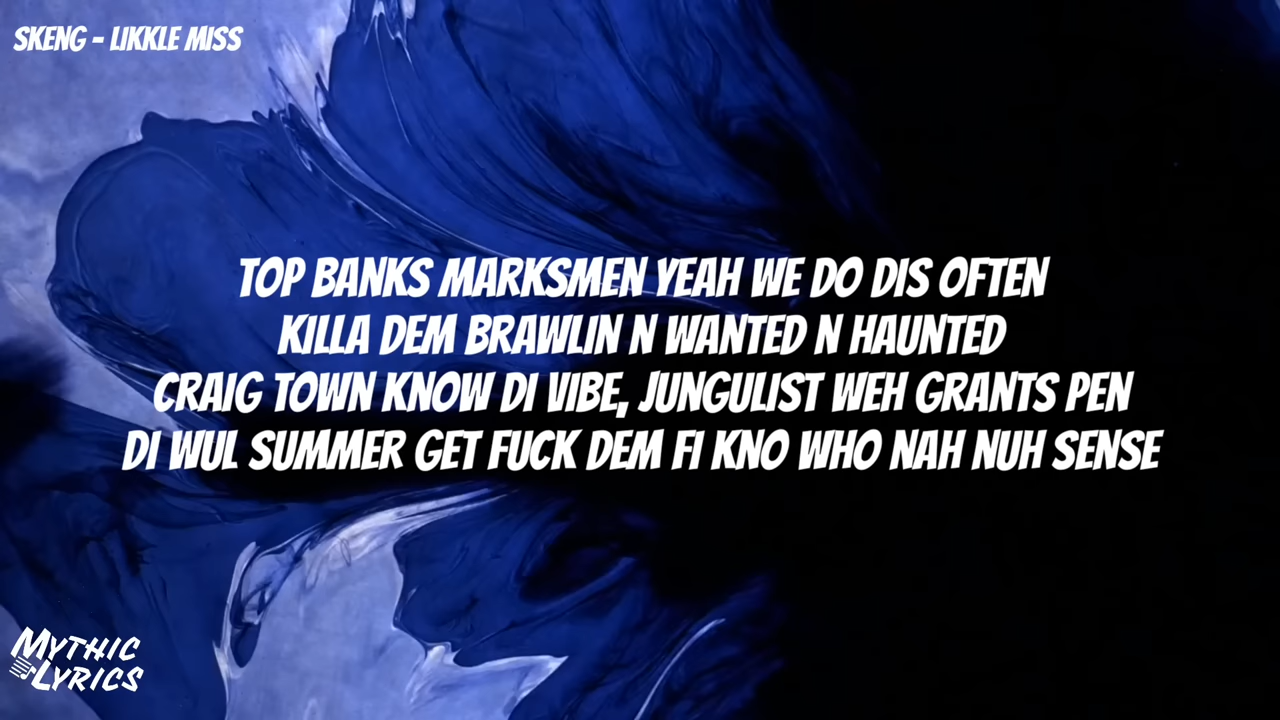 SKENG - LIKKLE MISS
TOP BANKS MARKSMEN YEAH WE DO DIS OFTEN
KILLA DEM BRAWLIN N WANTED N HAUNTED
CRAIG TOWN KNOW DI VIBE, JUNGULIST WEH GRANTS PEN
DI WUL SUMMER GET FUCK DEM FI KNO WHO NAH NUH SENSE
MYTHIC
LYRICS